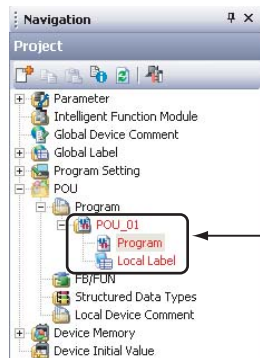 Navigation
Project
Parameter
Intelligent Function Module
Global Device Comment
Global Label
Program Setting
POU
Program
POU_01
Program
Local Label
FB/FUN
Structured Data Types
Local Device Comment
Device Memory
Device Initial Value